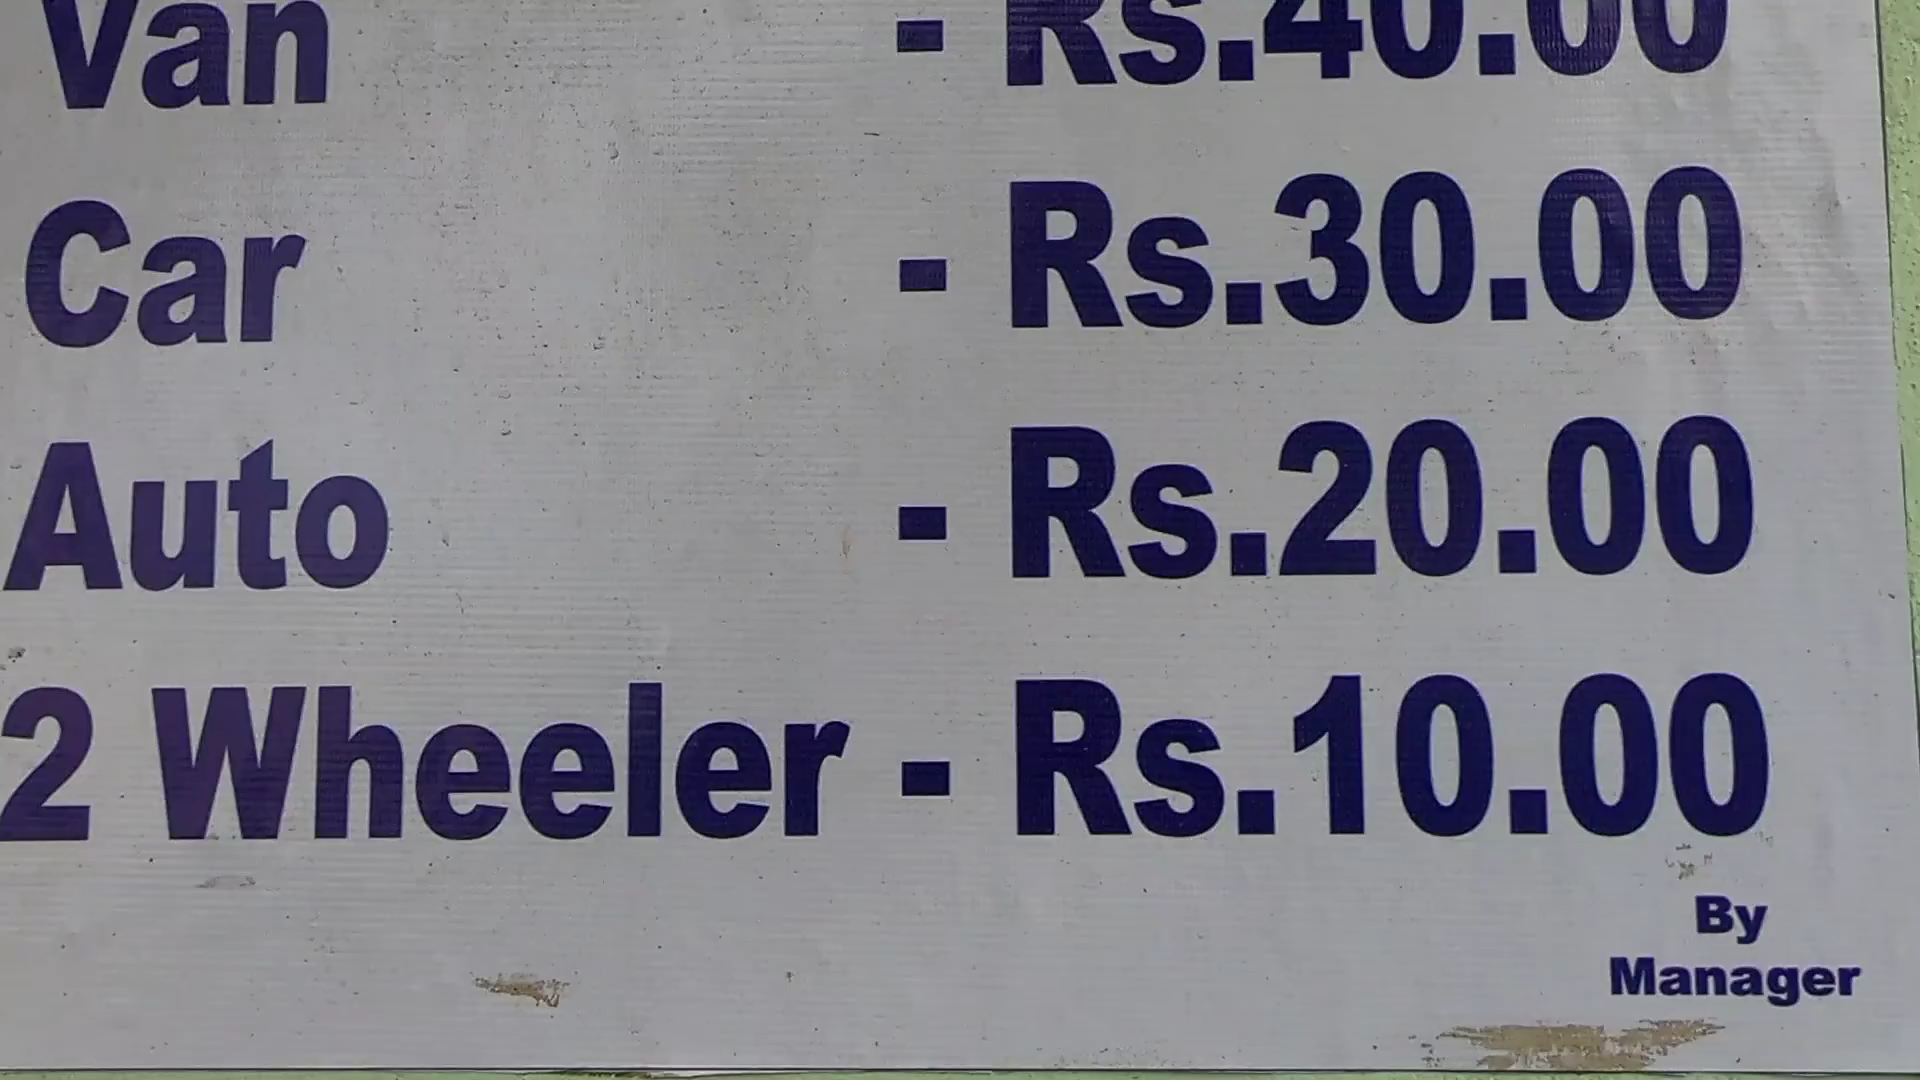 Van - Rs.40.00
Car - Rs.30.00
Auto - Rs.20.00
2 Wheeler - Rs.10.00
By
Manager